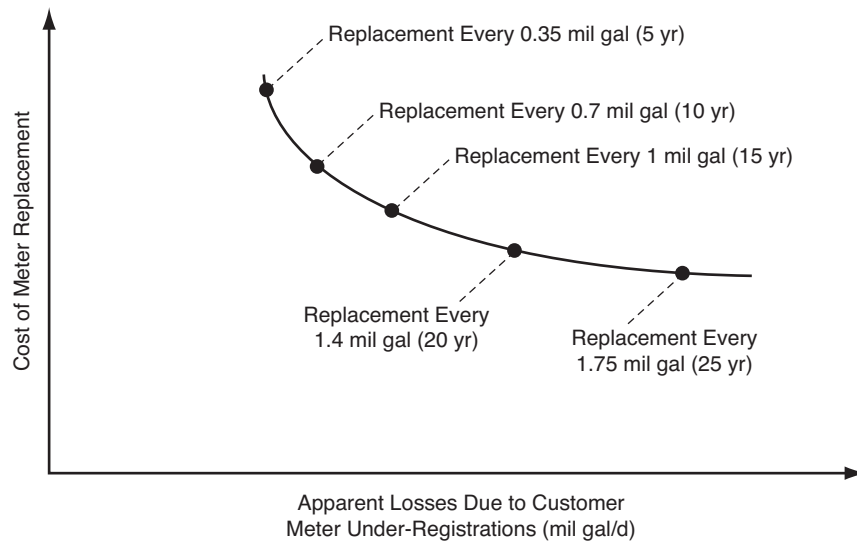 Replacement Every 0.35 mil gal (5 yr)
Replacement Every 0.7 mil gal (10 yr)
Replacement Every 1 mil gal (15 yr)
Replacement Every
1.4 mil gal (20 yr)
Replacement Every
1.75 mil gal (25 yr)
Cost of Meter Replacement
Apparent Losses Due to Customer
Meter Under-Registrations (mil gal/d)